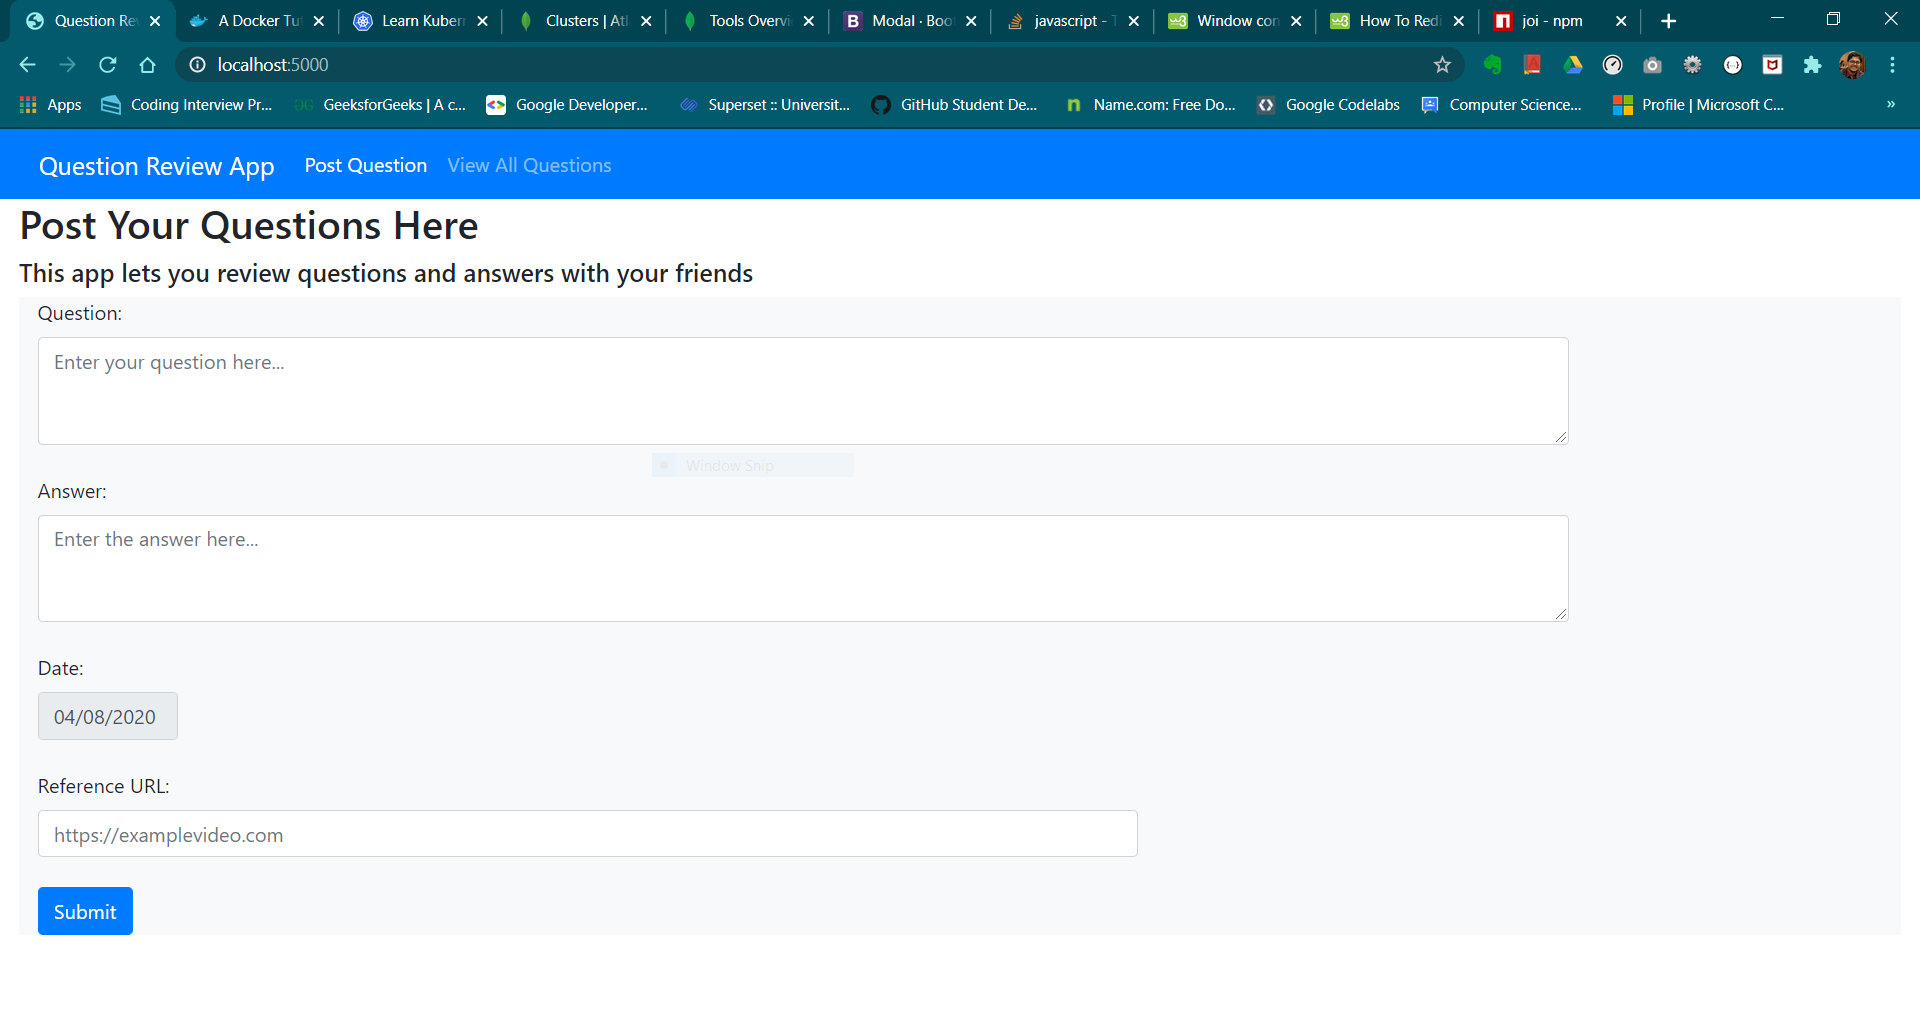 Question Re
A Docker Tu
Learn Kuber
Clusters | Atl
Tools Overvi
Modal · Boo
javascript - T
Window con
How To Redi
joi - npm
localhost:5000
Apps
Coding Interview Pr...
GeeksforGeeks | A c...
Google Developer...
Superset :: Universit...
GitHub Student De...
Name.com: Free Do...
Google Codelabs
Computer Science...
Profile | Microsoft C...
»
Question Review App
Post Question
View All Questions
Post Your Questions Here
This app lets you review questions and answers with your friends
Question:
Enter your question here...
Window Snip
Answer:
Enter the answer here...
Date:
04/08/2020
Reference URL:
https://examplevideo.com
Submit